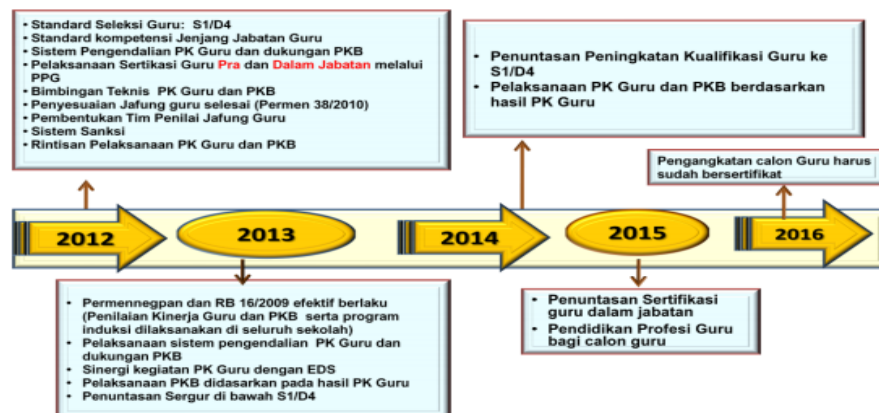 • Standard Seleksi Guru: S1/D4
• Standard kompetensi Jenjang Jabatan Guru
• Sistem Pengendalian PK Guru dan dukungan PKB
• Pelaksanaan Sertikasi Guru Pra dan Dalam Jabatan melalui
PPG
• Bimbingan Teknis PK Guru dan PKB
• Penyesuaian Jafung guru selesai (Permen 38/2010)
• Pembentukan Tim Penilai Jafung Guru
• Sistem Sanksi
• Rintisan Pelaksanaan PK Guru dan PKB
• Penuntasan Peningkatan Kualifikasi Guru ke
S1/D4
• Pelaksanaan PK Guru dan PKB berdasarkan
hasil PK Guru
Pengangkatan calon Guru harus
sudah bersertifikat
2012
2013
2014
2015
2016
• Permennegpan dan RB 16/2009 efektif berlaku
(Penilaian Kinerja Guru dan PKB serta program
induksi dilaksanakan di seluruh sekolah)
• Pelaksanaan sistem pengendalian PK Guru dan
dukungan PKB
• Sinergi kegiatan PK Guru dengan EDS
• Pelaksanaan PKB didasarkan pada hasil PK Guru
• Penuntasan Sergur di bawah S1/D4
• Penuntasan Sertifikasi
guru dalam jabatan
• Pendidikan Profesi Guru
bagi calon guru